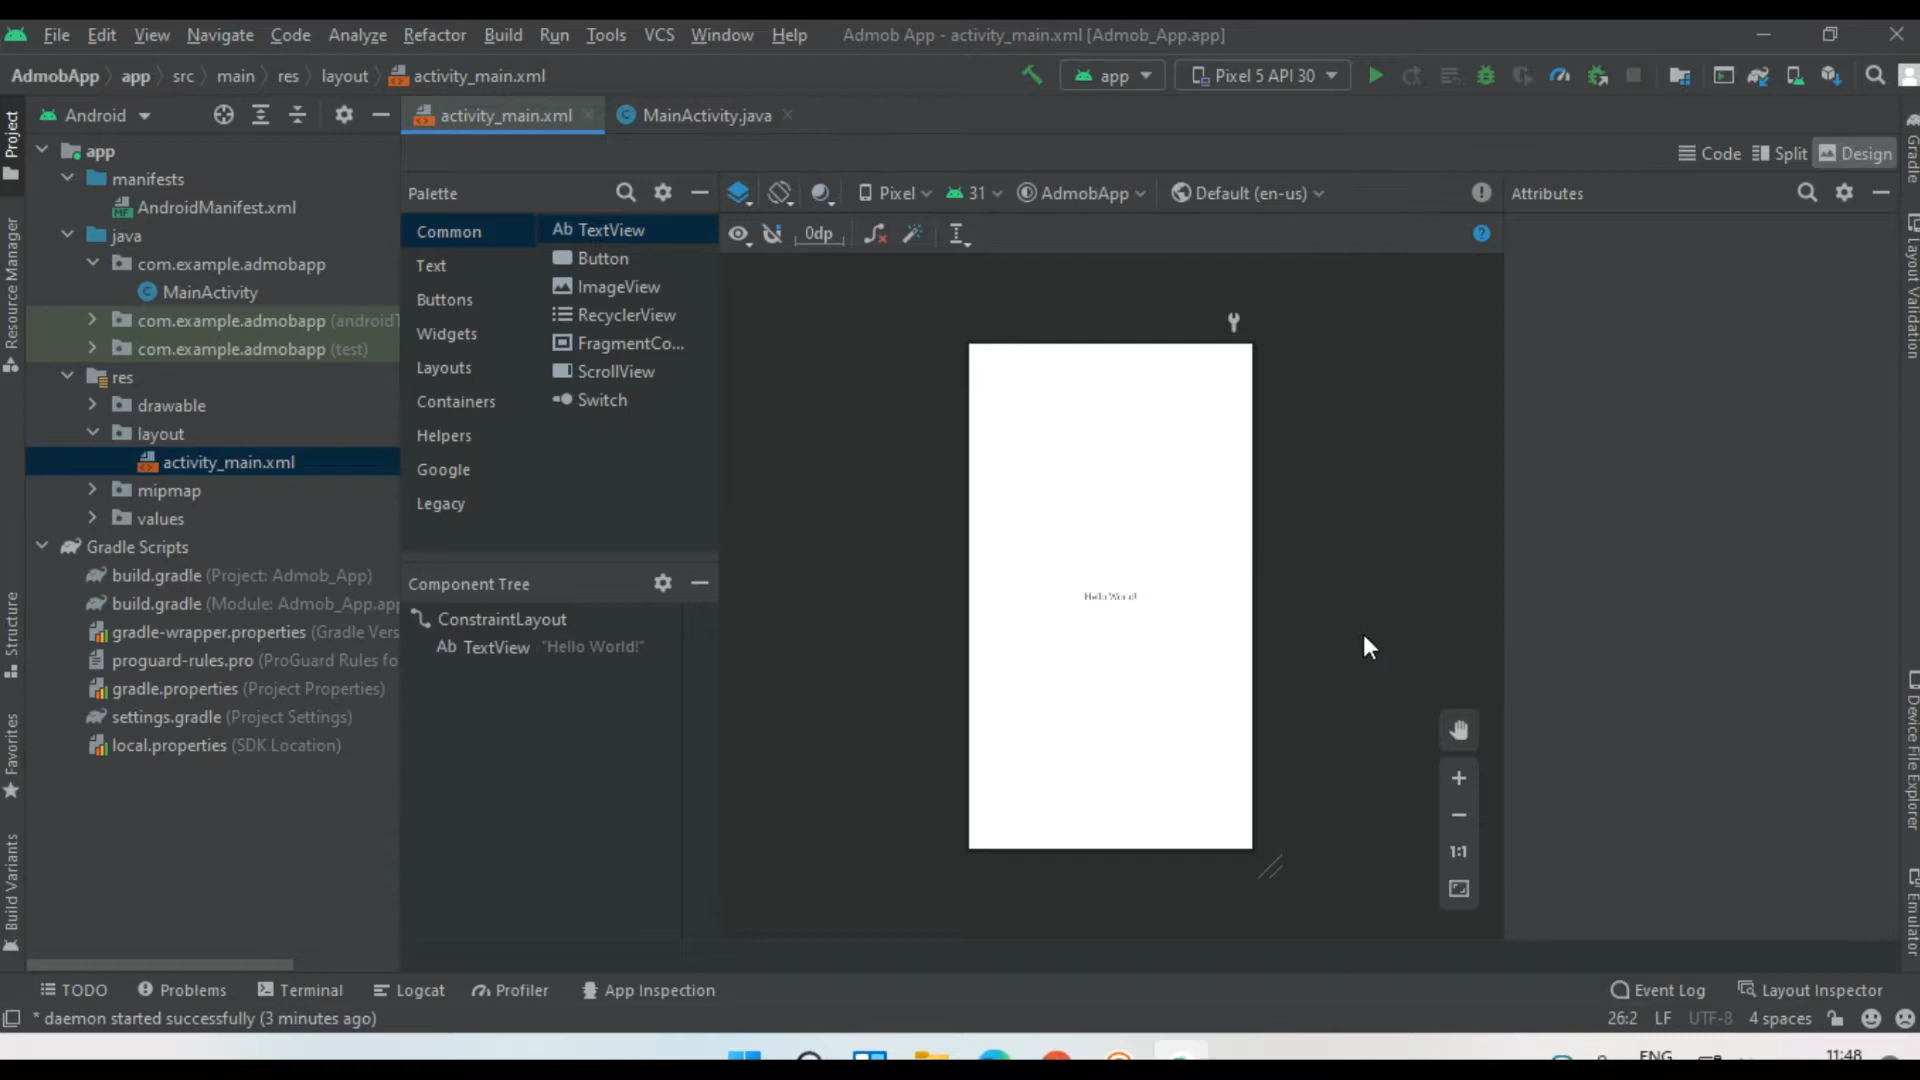 File Edit View Navigate Code Analyze Refactor Build Run Tools VCS Window Help Admob App - activity_main.xml [Admob_App.app]
AdmobApp app src main res layout activity_main.xml app Pixel 5 API 30
Android activity_main.xml MainActivity.java
Code Split Design
Project
Resource Manager
Structure
Favorites
Build Variants
app
manifests
AndroidManifest.xml
java
com.example.admobapp
MainActivity
com.example.admobapp (androidT
com.example.admobapp (test)
res
drawable
layout
activity_main.xml
mipmap
values
Gradle Scripts
build.gradle (Project: Admob_App)
build.gradle (Module: Admob_App.app
gradle-wrapper.properties (Gradle Vers
proguard-rules.pro (ProGuard Rules fo
gradle.properties (Project Properties)
settings.gradle (Project Settings)
local.properties (SDK Location)
Palette
Common
Text
Buttons
Widgets
Layouts
Containers
Helpers
Google
Legacy
Ab TextView
Button
ImageView
RecyclerView
FragmentCo...
ScrollView
Switch
Component Tree
ConstraintLayout
Ab TextView "Hello World!"
Pixel 31 AdmobApp Default (en-us)
0dp
Hello World!
1:1
Attributes
Gradle
Layout Validation
Device File Explorer
Emulator
TODO Problems Terminal Logcat Profiler App Inspection Event Log Layout Inspector
* daemon started successfully (3 minutes ago) 26:2 LF UTF-8 4 spaces
ENG 11:48